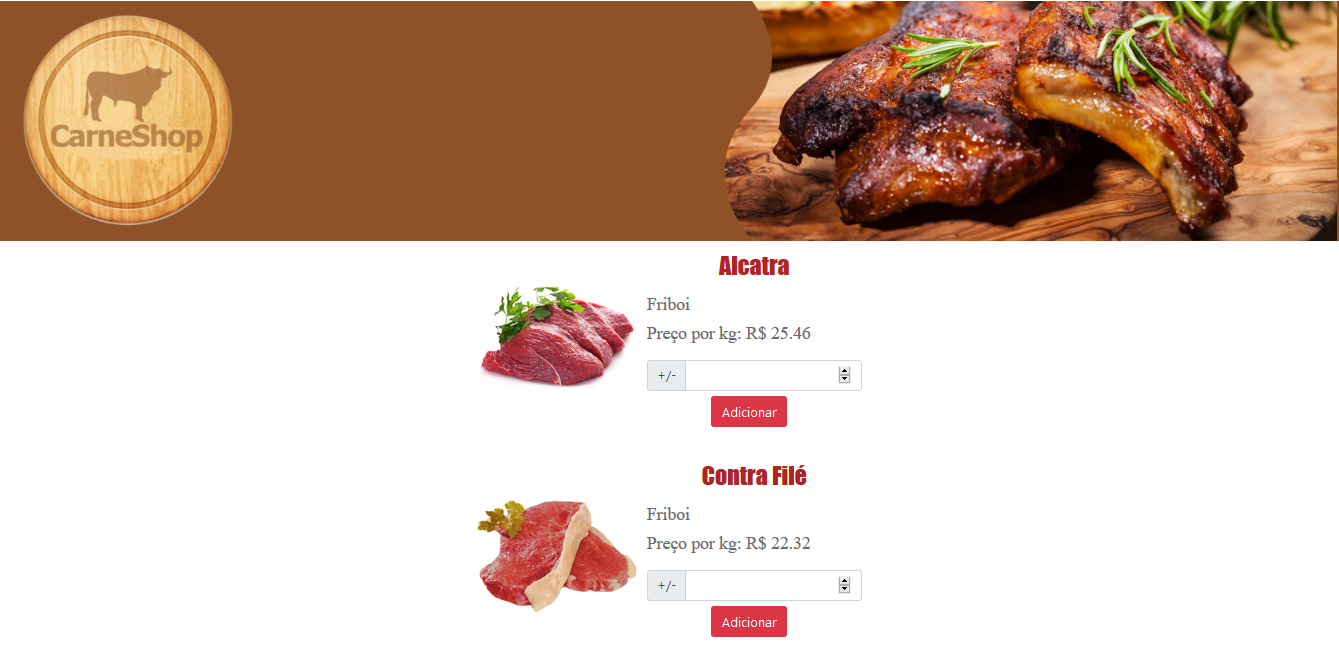 CarneShop
Alcatra
Friboi
Preço por kg: R$ 25.46
+/-
Adicionar
Contra Filé
Friboi
Preço por kg: R$ 22.32
+/-
Adicionar